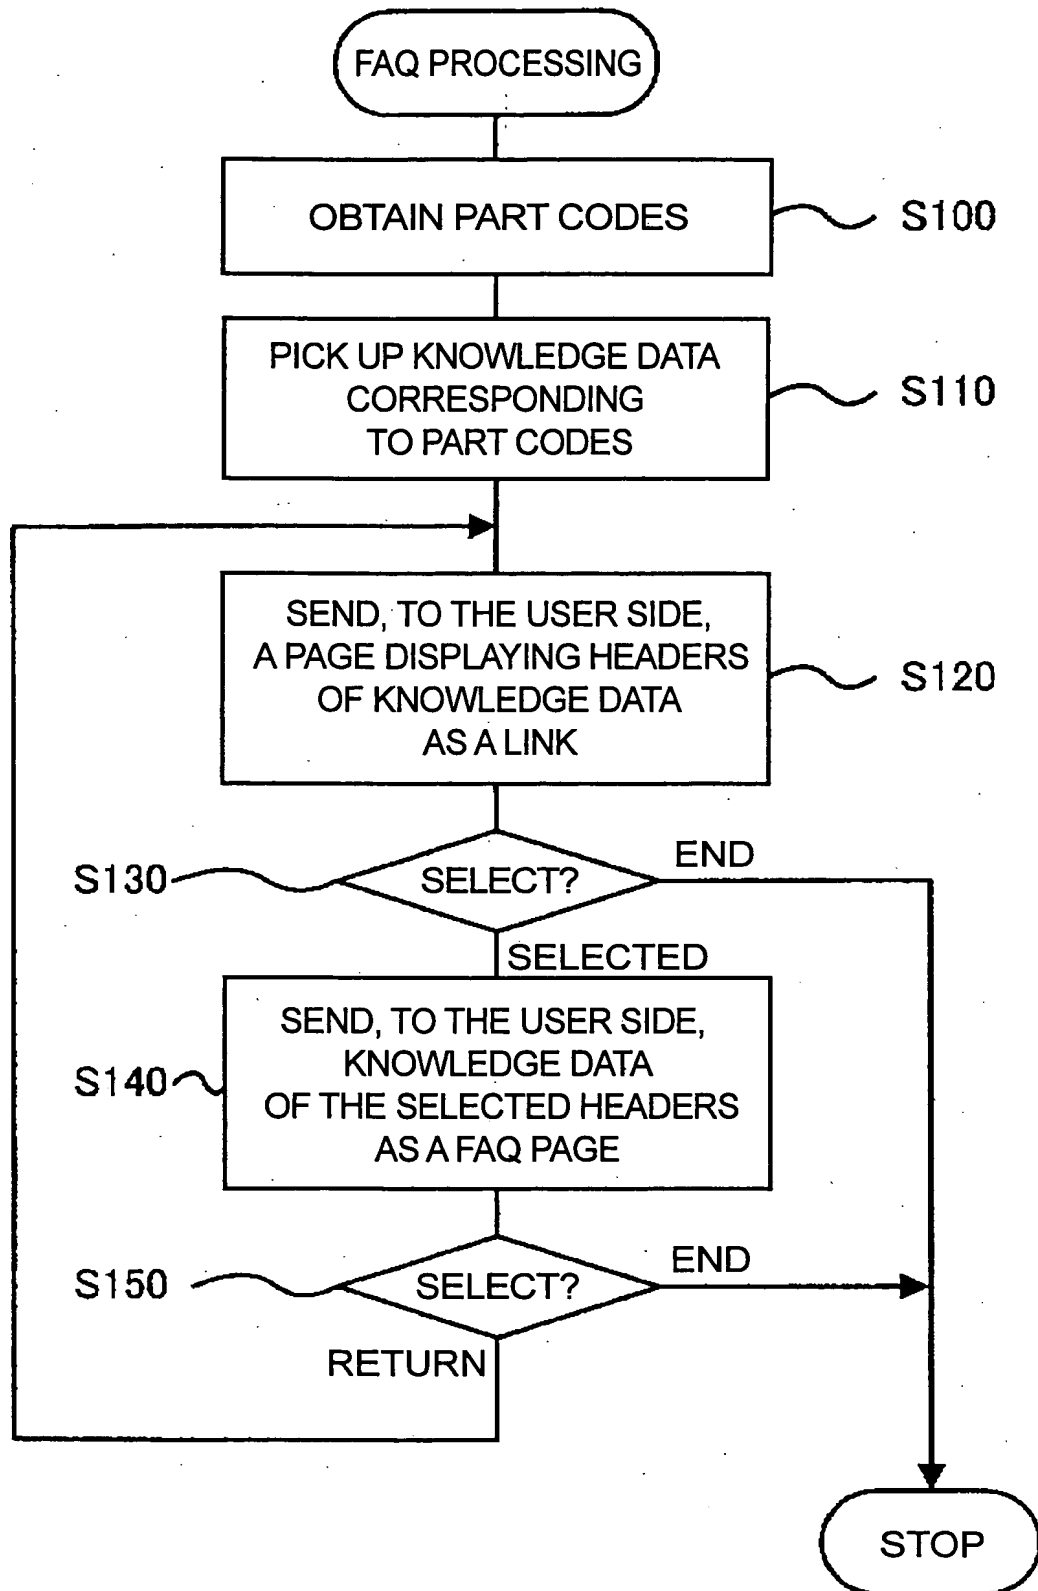 FAQ PROCESSING
OBTAIN PART CODES
S100
PICK UP KNOWLEDGE DATA
CORRESPONDING
TO PART CODES
S110
SEND, TO THE USER SIDE,
A PAGE DISPLAYING HEADERS
OF KNOWLEDGE DATA
AS A LINK
S120
S130
SELECT?
END
SELECTED
SEND, TO THE USER SIDE,
KNOWLEDGE DATA
OF THE SELECTED HEADERS
AS A FAQ PAGE
S140
S150
SELECT?
END
RETURN
STOP